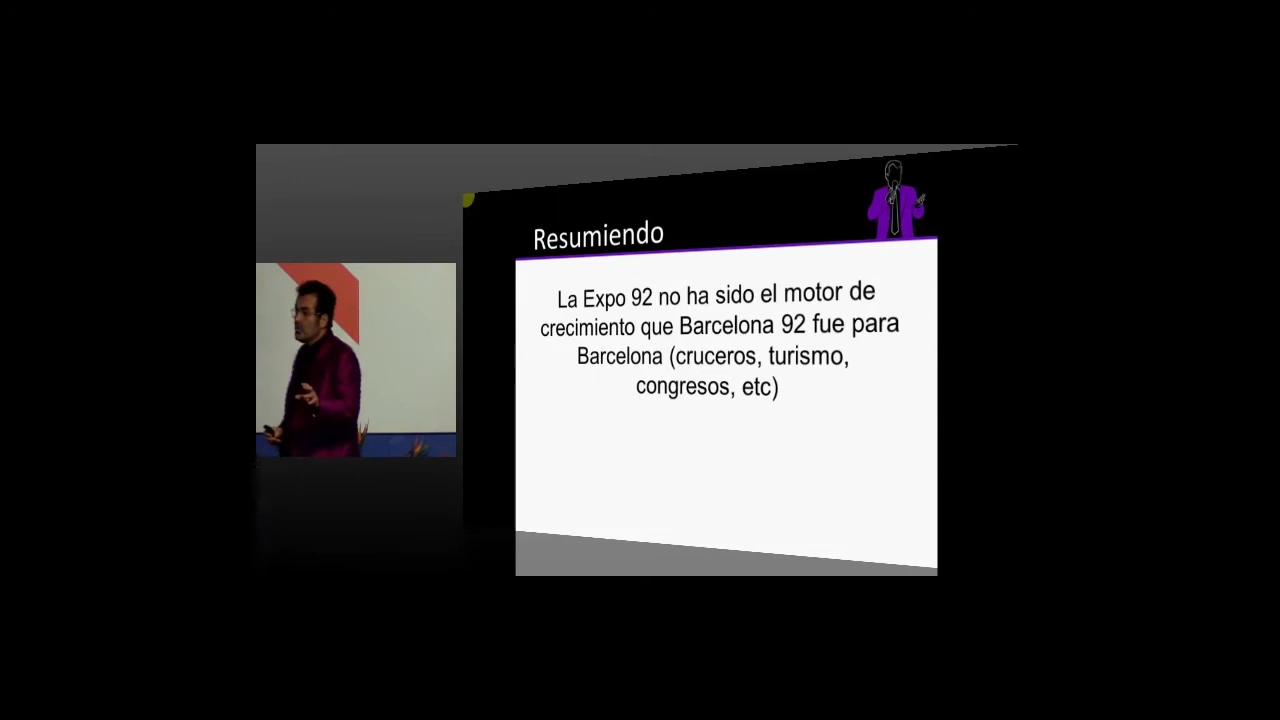 Resumiendo
La Expo 92 no ha sido el motor de
crecimiento que Barcelona 92 fue para
Barcelona (cruceros, turismo,
congresos, etc)